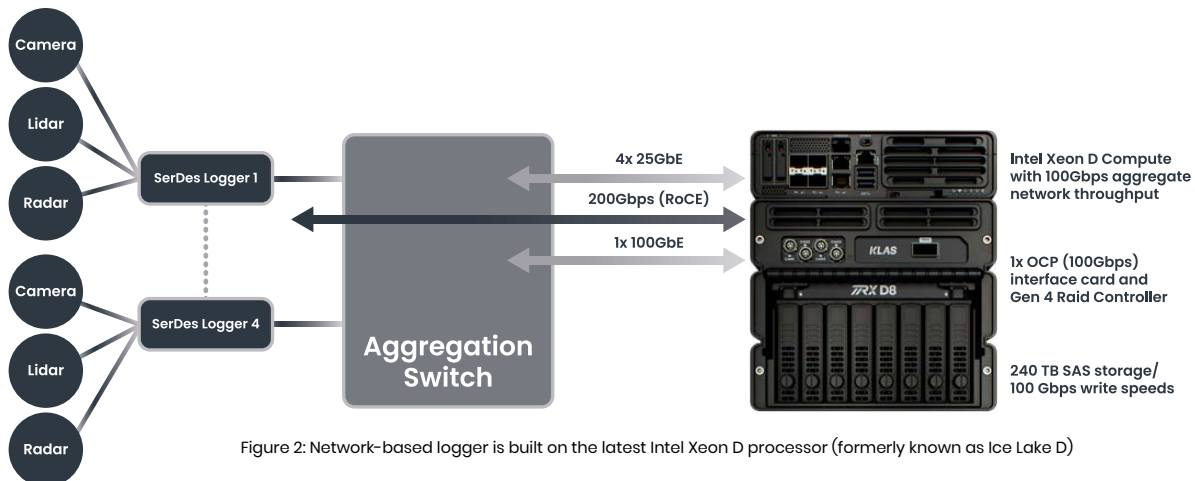 Camera
Lidar
Radar
SerDes Logger 1
Camera
Lidar
Radar
SerDes Logger 4
Aggregation
Switch
4x 25GbE
200Gbps (RoCE)
1x 100GbE
KLAS
TRX D8
Intel Xeon D Compute
with 100Gbps aggregate
network throughput
1x OCP (100Gbps)
interface card and
Gen 4 Raid Controller
240 TB SAS storage/
100 Gbps write speeds
Figure 2: Network-based logger is built on the latest Intel Xeon D processor (formerly known as Ice Lake D)